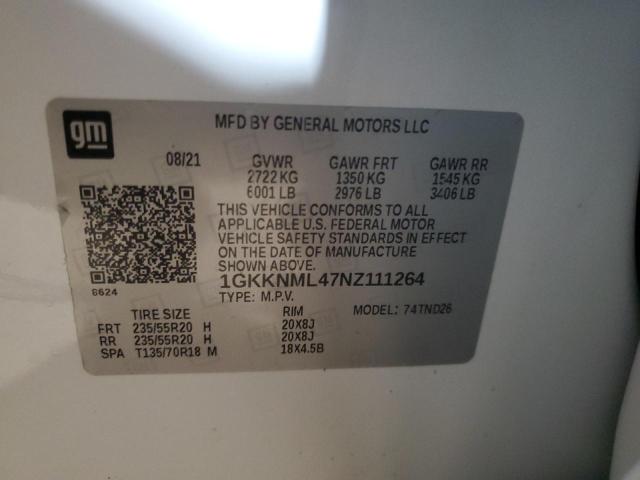 gm
MFD BY GENERAL MOTORS LLC
08/21 GVWR GAWR FRT GAWR RR
2722 KG 1350 KG 1545 KG
6001 LB 2976 LB 3406 LB
THIS VEHICLE CONFORMS TO ALL
APPLICABLE U.S. FEDERAL MOTOR
VEHICLE SAFETY STANDARDS IN EFFECT
ON THE DATE OF MANUFACTURE
SHOWN ABOVE.
8624
1GKKNML47NZ111264
TYPE: M.P.V. MODEL: 74TND26
TIRE SIZE RIM
FRT 235/55R20 H 20X8J
RR 235/55R20 H 20X8J
SPA T135/70R18 M 18X4.5B